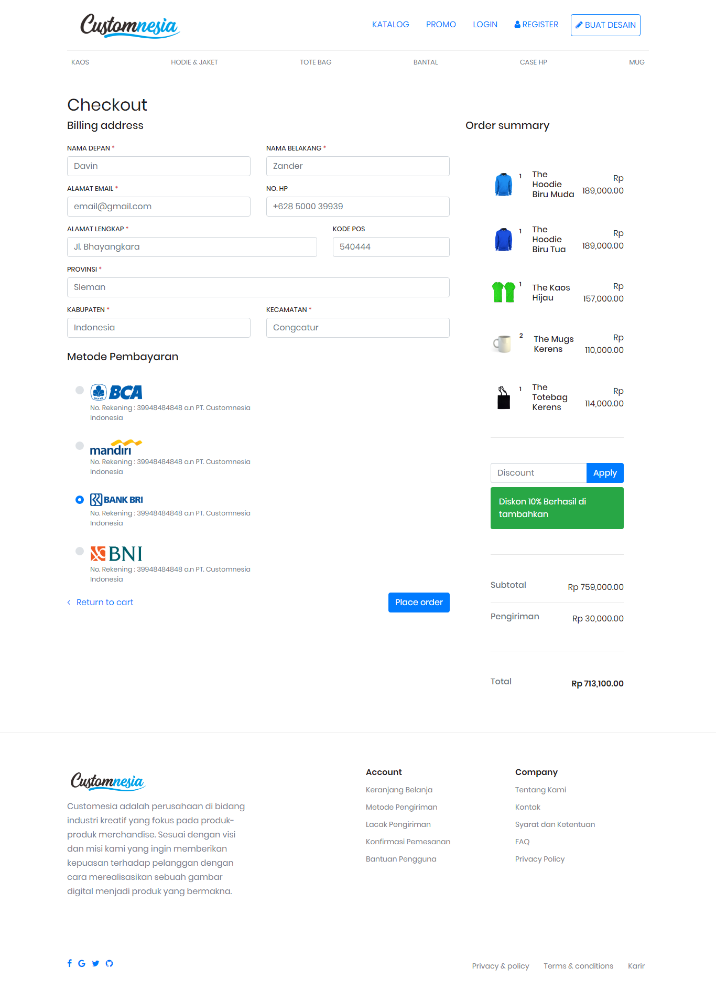 Customnesia
KATALOG PROMO LOGIN REGISTER BUAT DESAIN
KAOS HODIE & JAKET TOTE BAG BANTAL CASE HP MUG
Checkout
Billing address
NAMA DEPAN * NAMA BELAKANG *
Davin Zander
ALAMAT EMAIL * NO. HP
email@gmail.com +628 5000 39939
ALAMAT LENGKAP * KODE POS
Jl. Bhayangkara 540444
PROVINSI *
Sleman
KABUPATEN * KECAMATAN *
Indonesia Congcatur
Metode Pembayaran
BCA
No. Rekening : 39948484848 a.n PT. Customnesia
Indonesia
mandiri
No. Rekening : 39948484848 a.n PT. Customnesia
Indonesia
BANK BRI
No. Rekening : 39948484848 a.n PT. Customnesia
Indonesia
BNI
No. Rekening : 39948484848 a.n PT. Customnesia
Indonesia
< Return to cart Place order
Order summary
1 The
Hoodie
Biru Muda
Rp
189,000.00
1 The
Hoodie
Biru Tua
Rp
189,000.00
1 The Kaos
Hijau
Rp
157,000.00
2 The Mugs
Kerens
Rp
110,000.00
1 The
Totebag
Kerens
Rp
114,000.00
Discount Apply
Diskon 10% Berhasil di
tambahkan
Subtotal Rp 759,000.00
Pengiriman Rp 30,000.00
Total Rp 713,100.00
Customnesia
Customesia adalah perusahaan di bidang
industri kreatif yang fokus pada produk-
produk merchandise. Sesuai dengan visi
dan misi kami yang ingin memberikan
kepuasan terhadap pelanggan dengan
cara merealisasikan sebuah gambar
digital menjadi produk yang bermakna.
Account
Keranjang Belanja
Metode Pengiriman
Lacak Pengiriman
Konfirmasi Pemesanan
Bantuan Pengguna
Company
Tentang Kami
Kontak
Syarat dan Ketentuan
FAQ
Privacy Policy
Privacy & policy Terms & conditions Karir